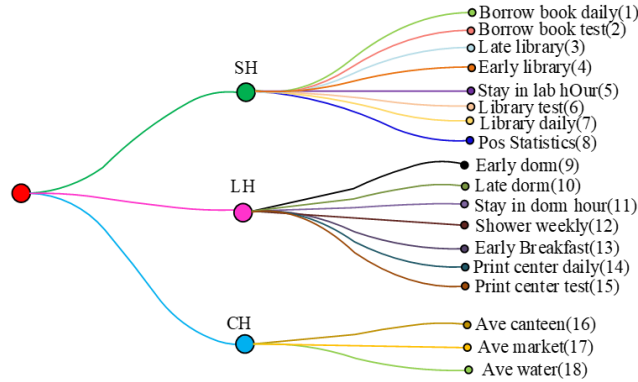 Borrow book daily(1)
Borrow book test(2)
Late library(3)
SH
Early library(4)
Stay in lab hOur(5)
Library test(6)
Library daily(7)
Pos Statistics(8)
Early dorm(9)
LH
Late dorm(10)
Stay in dorm hour(11)
Shower weekly(12)
Early Breakfast(13)
Print center daily(14)
Print center test(15)
CH
Ave canteen(16)
Ave market(17)
Ave water(18)